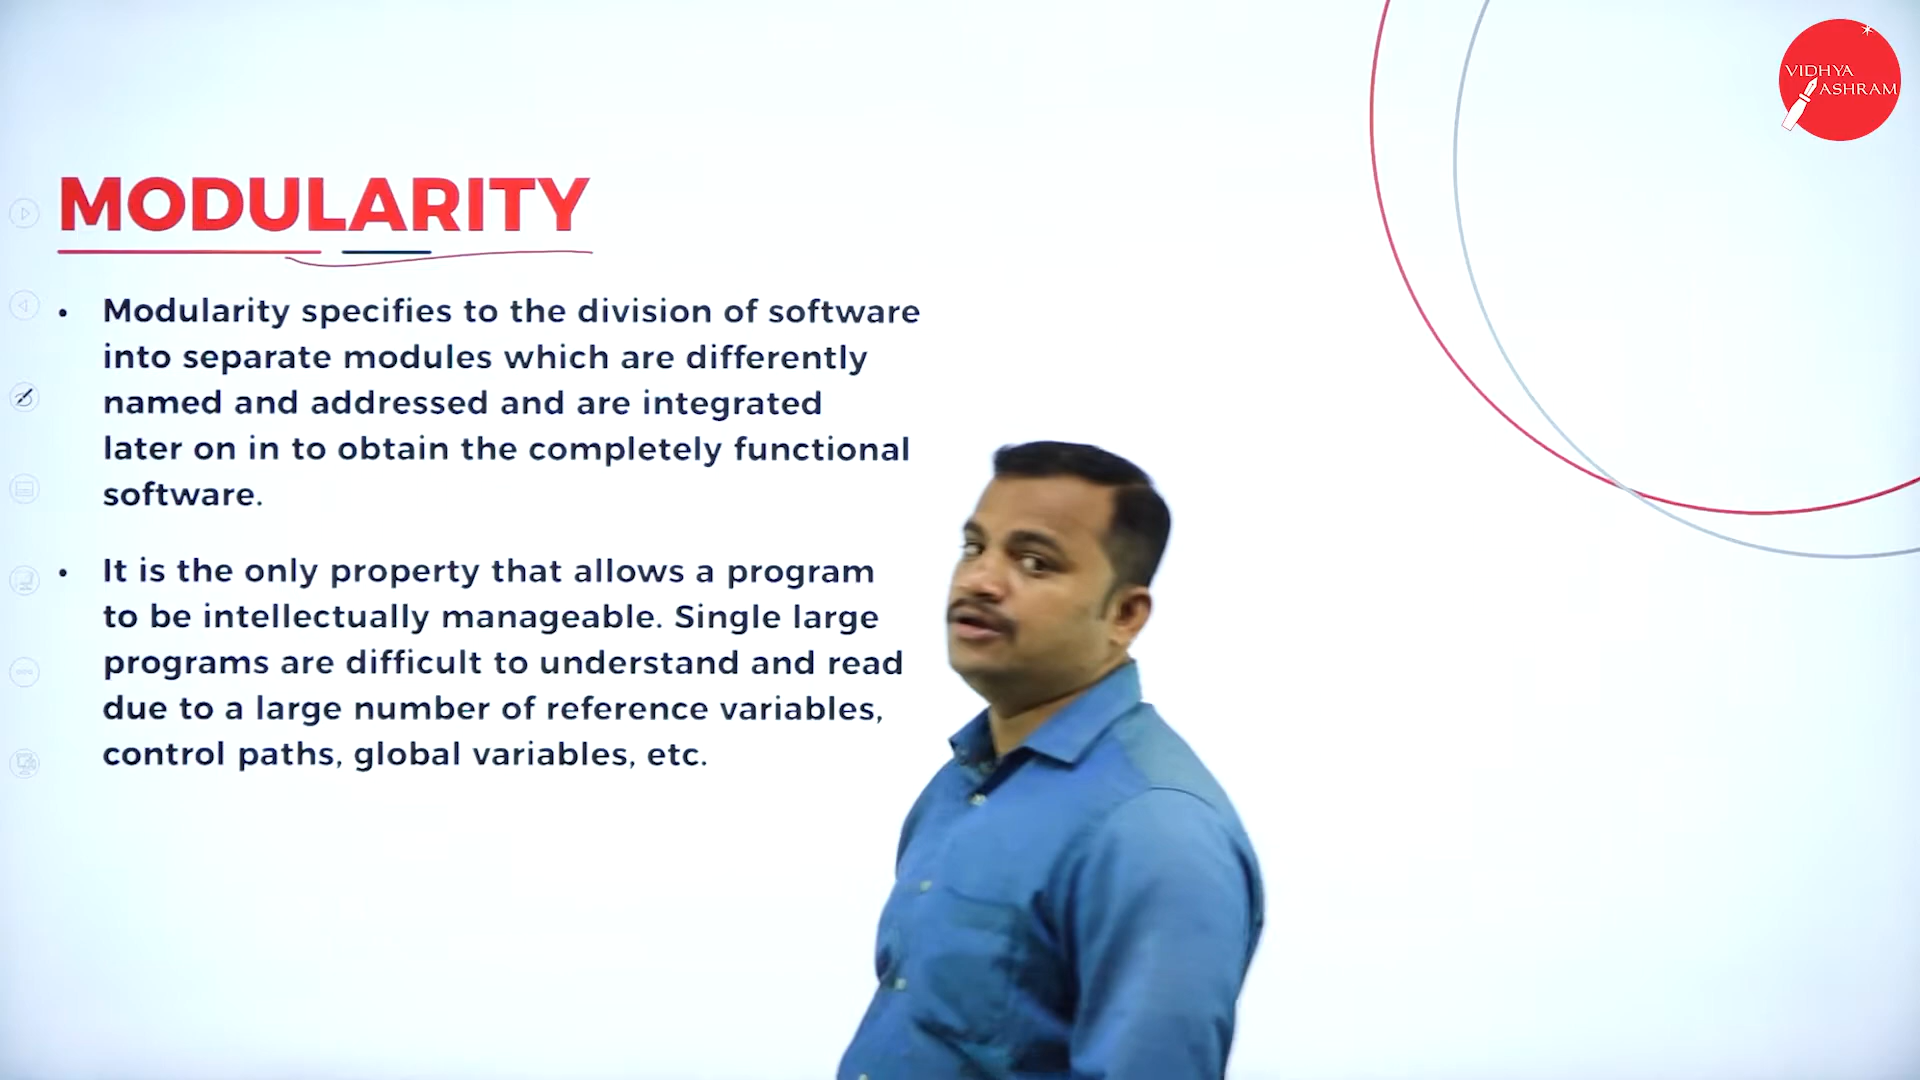 VIDHYA
ASHRAM
MODULARITY
• Modularity specifies to the division of software
into separate modules which are differently
named and addressed and are integrated
later on in to obtain the completely functional
software.
• It is the only property that allows a program
to be intellectually manageable. Single large
programs are difficult to understand and read
due to a large number of reference variables,
control paths, global variables, etc.